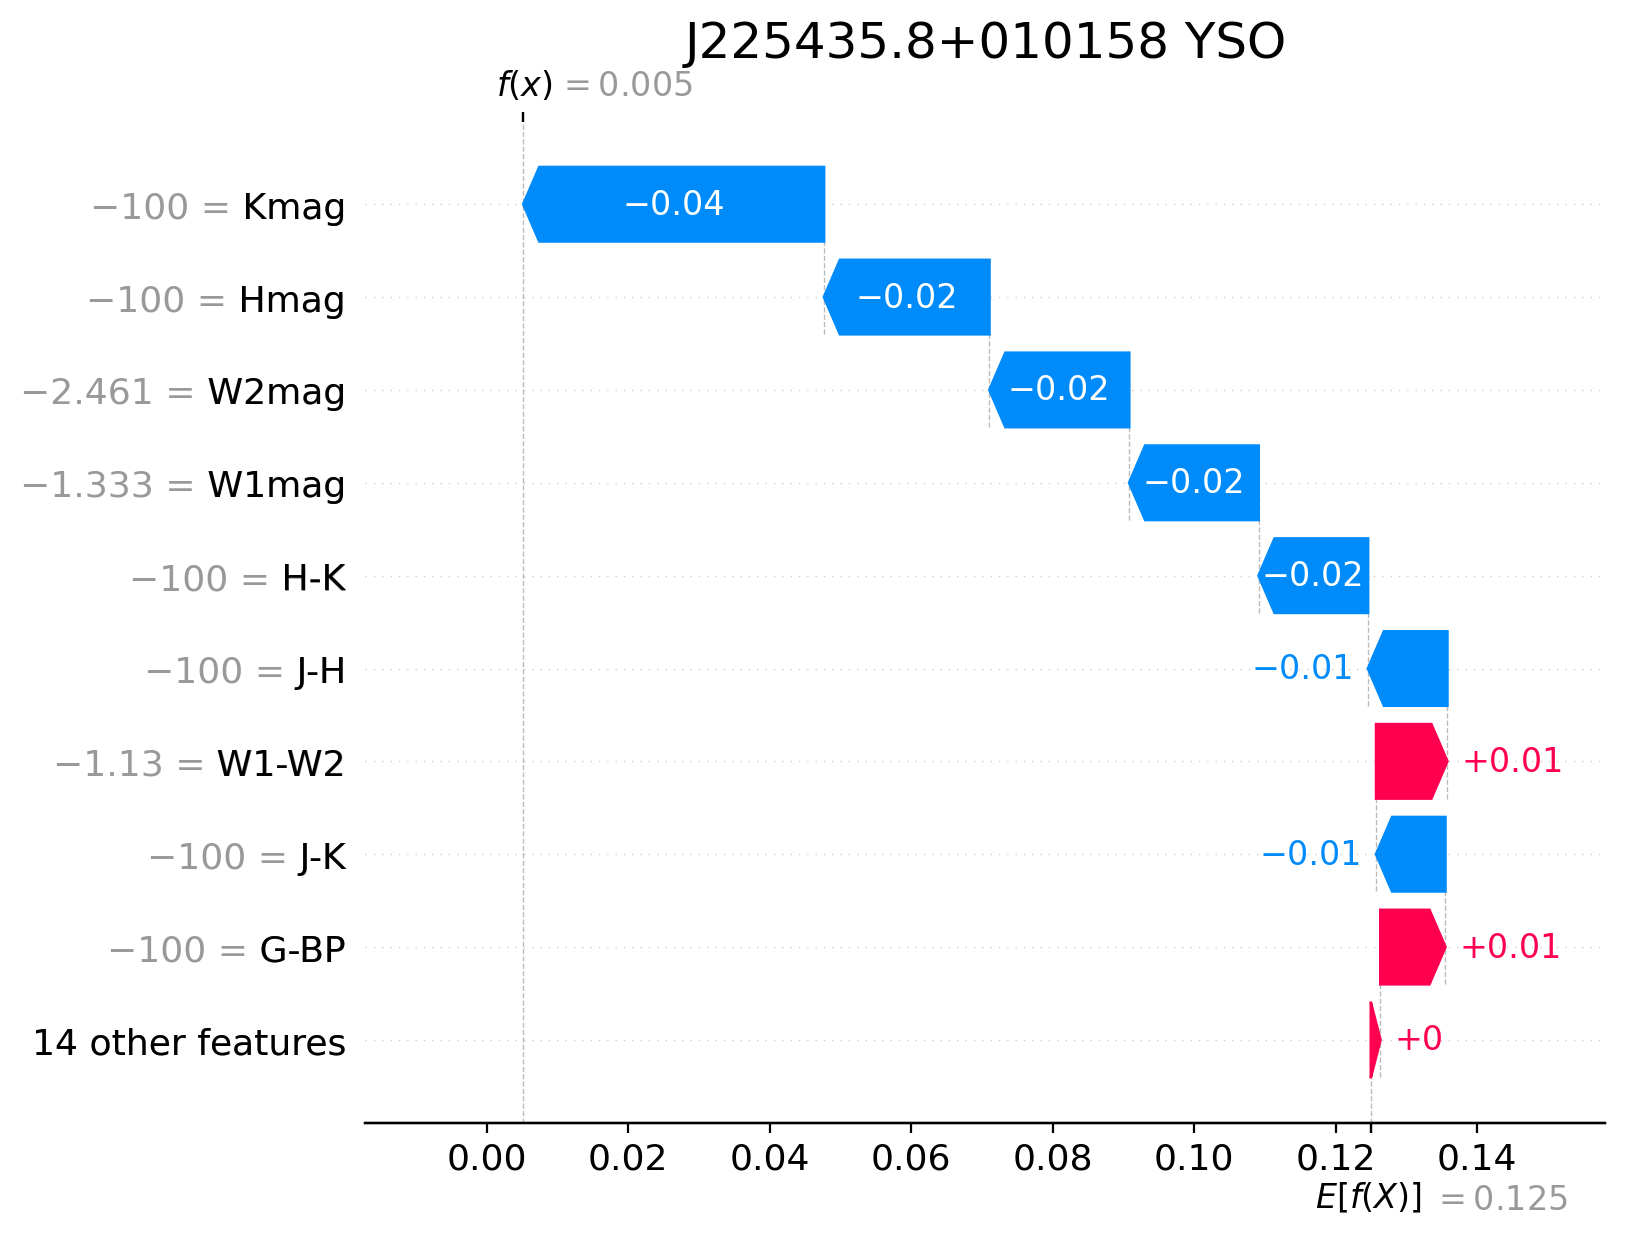 J225435.8+010158 YSO
f(x) = 0.005
−100 = Kmag
−0.04
−100 = Hmag
−0.02
−2.461 = W2mag
−0.02
−1.333 = W1mag
−0.02
−100 = H-K
−0.02
−100 = J-H
−0.01
−1.13 = W1-W2
+0.01
−100 = J-K
−0.01
−100 = G-BP
+0.01
14 other features
+0
0.00 0.02 0.04 0.06 0.08 0.10 0.12 0.14
E[f(X)] = 0.125